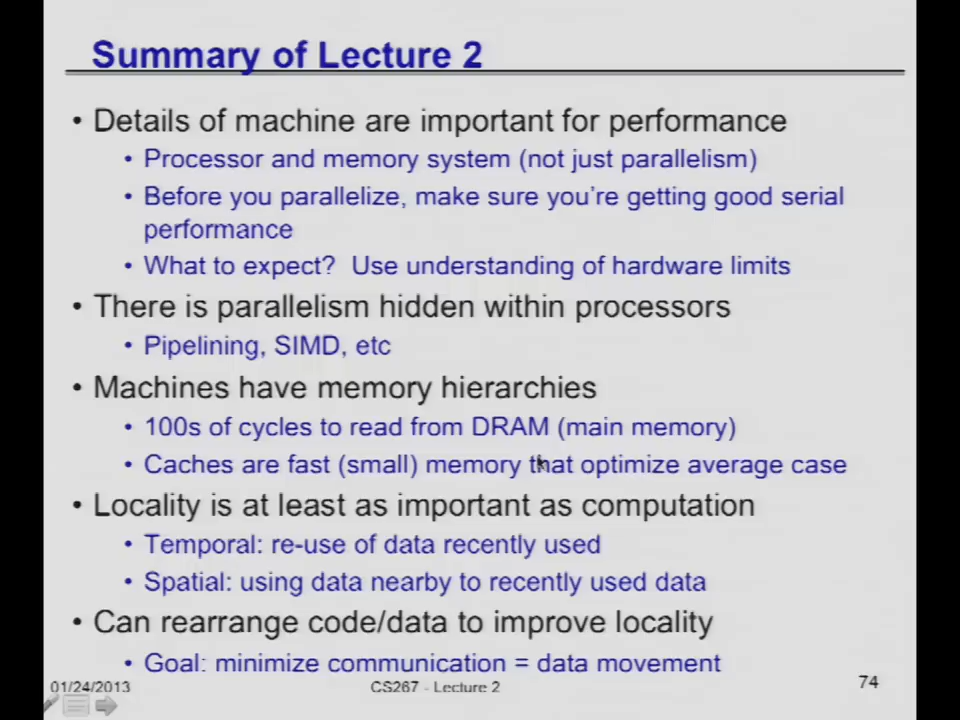 Summary of Lecture 2
• Details of machine are important for performance
• Processor and memory system (not just parallelism)
• Before you parallelize, make sure you're getting good serial
performance
• What to expect? Use understanding of hardware limits
• There is parallelism hidden within processors
• Pipelining, SIMD, etc
• Machines have memory hierarchies
• 100s of cycles to read from DRAM (main memory)
• Caches are fast (small) memory that optimize average case
• Locality is at least as important as computation
• Temporal: re-use of data recently used
• Spatial: using data nearby to recently used data
• Can rearrange code/data to improve locality
• Goal: minimize communication = data movement
01/24/2013
CS267 - Lecture 2
74